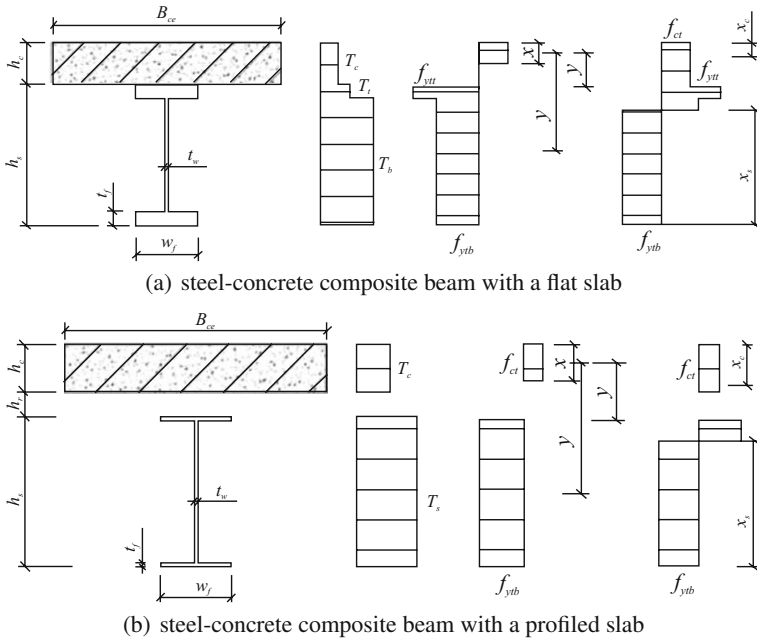 B_ce
h_c
h_s
t_f
t_w
w_f
T_c
T_t
T_b
f_ytt
f_ytb
x
y
y
f_ct
f_ytt
f_ytb
x_c
x_s
(a) steel-concrete composite beam with a flat slab
B_ce
h_c
h_r
h_s
t_f
t_w
w_f
T_c
T_s
f_ct
f_ytb
x
y
y
f_ct
f_ytb
x_c
x_s
(b) steel-concrete composite beam with a profiled slab